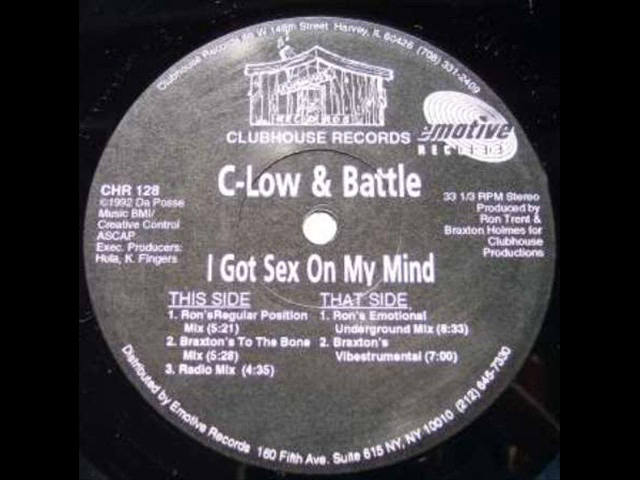 Clubhouse Records W 148th Street Harvey, IL 60426 (708) 331-2409
CLUBHOUSE RECORDS
emotive
RECORDS
C-Low & Battle
CHR 128
©1992 Da Posse
Music BMI/
Creative Control
ASCAP
Exec. Producers:
Hula, K. Fingers
33 1/3 RPM Stereo
Produced by
Ron Trent &
Braxton Holmes for
Clubhouse
Productions
I Got Sex On My Mind
THIS SIDE
1. Ron'sRegular Position
Mix (5:21)
2. Braxton's To The Bone
Mix (5:28)
3. Radio Mix (4:35)
THAT SIDE
1. Ron's Emotional
Underground Mix (8:33)
2. Braxton's
Vibestrumental (7:00)
Distributed by Emotive Records 160 Fifth Ave. Suite 615 NY, NY 10010 (212) 645-7330